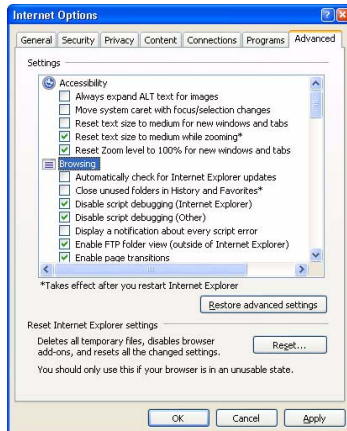 Internet Options
General Security Privacy Content Connections Programs Advanced
Settings
Accessibility
Always expand ALT text for images
Move system caret with focus/selection changes
Reset text size to medium for new windows and tabs
Reset text size to medium while zooming*
Reset Zoom level to 100% for new windows and tabs
Browsing
Automatically check for Internet Explorer updates
Close unused folders in History and Favorites*
Disable script debugging (Internet Explorer)
Disable script debugging (Other)
Display a notification about every script error
Enable FTP folder view (outside of Internet Explorer)
Enable page transitions
*Takes effect after you restart Internet Explorer
Restore advanced settings
Reset Internet Explorer settings
Deletes all temporary files, disables browser
add-ons, and resets all the changed settings.
Reset...
You should only use this if your browser is in an unusable state.
OK Cancel Apply